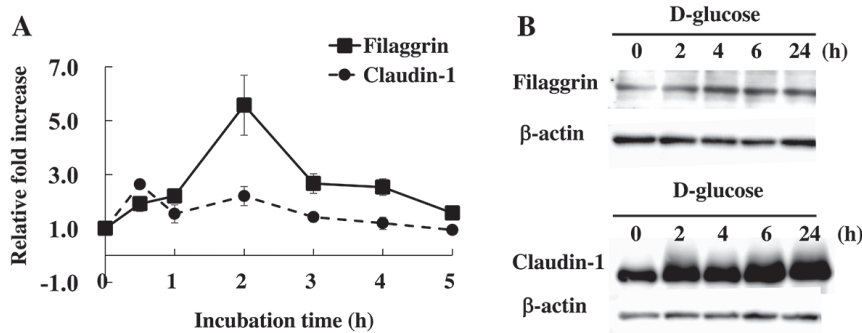 A
Filaggrin
Claudin-1
Relative fold increase
7.0
5.0
3.0
1.0
-1.0
0 1 2 3 4 5
Incubation time (h)
B
D-glucose
0 2 4 6 24 (h)
Filaggrin
β-actin
D-glucose
0 2 4 6 24 (h)
Claudin-1
β-actin